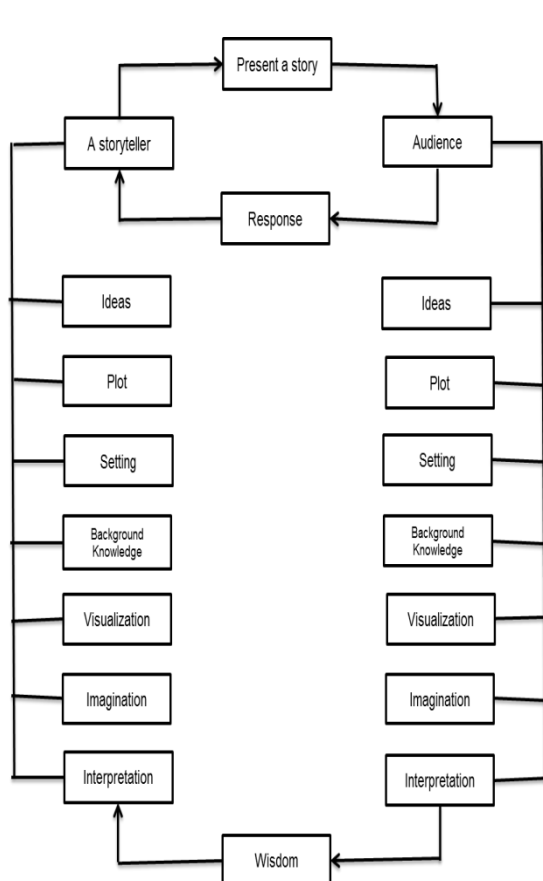 Present a story
A storyteller
Audience
Response
Ideas
Ideas
Plot
Plot
Setting
Setting
Background
Knowledge
Background
Knowledge
Visualization
Visualization
Imagination
Imagination
Interpretation
Interpretation
Wisdom